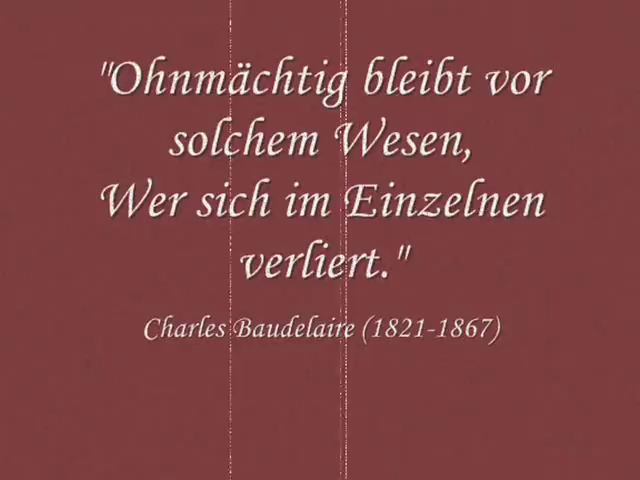 "Ohnmächtig bleibt vor
solchem Wesen,
Wer sich im Einzelnen
verliert."
Charles Baudelaire (1821-1867)